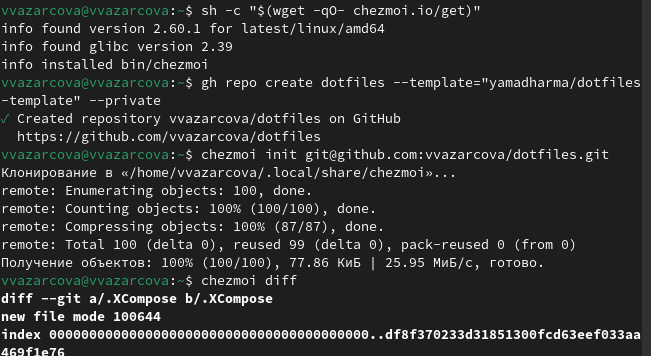 vvazarcova@vvazarcova:~$ sh -c "$(wget -qO- chezmoi.io/get)"
info found version 2.60.1 for latest/linux/amd64
info found glibc version 2.39
info installed bin/chezmoi
vvazarcova@vvazarcova:~$ gh repo create dotfiles --template="yamadharma/dotfiles
-template" --private
✓ Created repository vvazarcova/dotfiles on GitHub
  https://github.com/vvazarcova/dotfiles
vvazarcova@vvazarcova:~$ chezmoi init git@github.com:vvazarcova/dotfiles.git
Клонирование в «/home/vvazarcova/.local/share/chezmoi»...
remote: Enumerating objects: 100, done.
remote: Counting objects: 100% (100/100), done.
remote: Compressing objects: 100% (87/87), done.
remote: Total 100 (delta 0), reused 99 (delta 0), pack-reused 0 (from 0)
Получение объектов: 100% (100/100), 77.86 КиБ | 25.95 МиБ/с, готово.
vvazarcova@vvazarcova:~$ chezmoi diff
diff --git a/.XCompose b/.XCompose
new file mode 100644
index 0000000000000000000000000000000000000000..df8f370233d31851300fcd63eef033aa
469f1e76